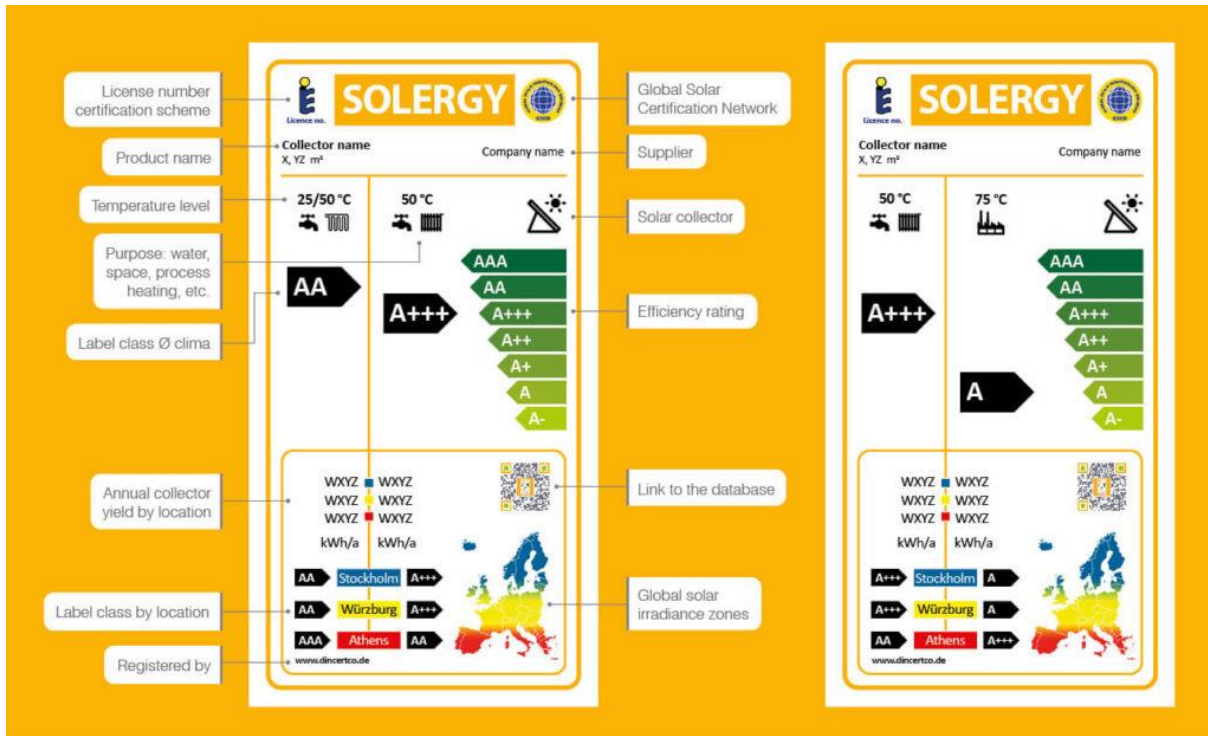 License number
certification scheme
Product name
Temperature level
Purpose: water,
space, process
heating, etc.
Label class Ø clima
Annual collector
yield by location
Label class by location
Registered by
Licence no.
SOLERGY
Collector name
X, YZ m²
Company name
25/50 °C
50 °C
AA
A+++
AAA
AA
A+++
A++
A+
A
A-
WXYZ WXYZ
WXYZ WXYZ
WXYZ WXYZ
kWh/a kWh/a
AA Stockholm A+++
AA Würzburg A+++
AAA Athens AA
www.dincertco.de
Global Solar
Certification Network
Supplier
Solar collector
Efficiency rating
Link to the database
Global solar
irradiance zones
Licence no.
SOLERGY
Collector name
X, YZ m²
Company name
50 °C
75 °C
A+++
A
AAA
AA
A+++
A++
A+
A
A-
WXYZ WXYZ
WXYZ WXYZ
WXYZ WXYZ
kWh/a kWh/a
A+++ Stockholm A
A+++ Würzburg A
AA Athens A+++
www.dincertco.de